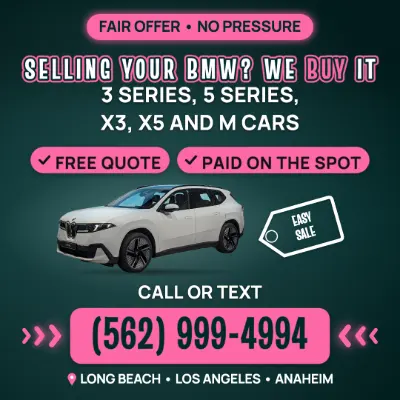 FAIR OFFER • NO PRESSURE
SELLING YOUR BMW? WE BUY IT
3 SERIES, 5 SERIES,
X3, X5 AND M CARS
FREE QUOTE
PAID ON THE SPOT
EASY
SALE
CALL OR TEXT
(562) 999-4994
LONG BEACH • LOS ANGELES • ANAHEIM